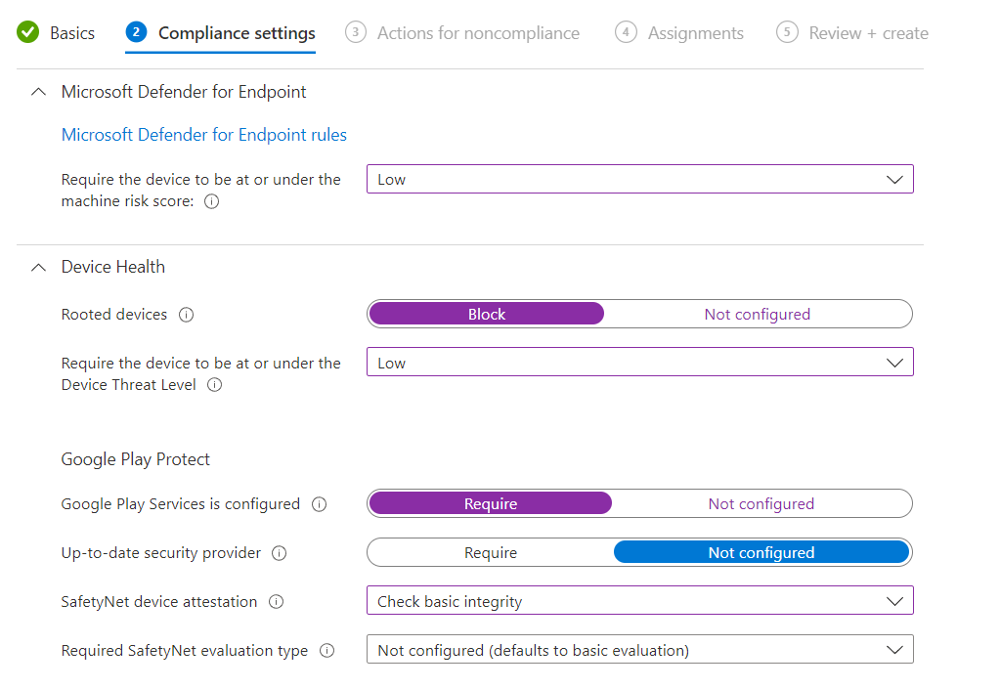 Basics
2 Compliance settings
3 Actions for noncompliance
4 Assignments
5 Review + create
Microsoft Defender for Endpoint
Microsoft Defender for Endpoint rules
Require the device to be at or under the
machine risk score:
Low
Device Health
Rooted devices
Block
Not configured
Require the device to be at or under the
Device Threat Level
Low
Google Play Protect
Google Play Services is configured
Require
Not configured
Up-to-date security provider
Require
Not configured
SafetyNet device attestation
Check basic integrity
Required SafetyNet evaluation type
Not configured (defaults to basic evaluation)